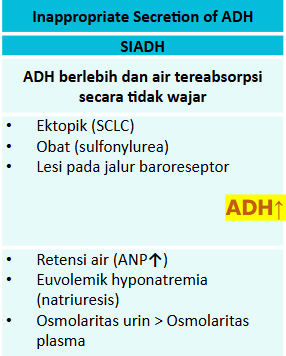 Inappropriate Secretion of ADH
SIADH
ADH berlebih dan air tereabsorpsi
secara tidak wajar
• Ektopik (SCLC)
• Obat (sulfonylurea)
• Lesi pada jalur baroreseptor
ADH↑
• Retensi air (ANP↑)
• Euvolemik hyponatremia
(natriuresis)
• Osmolaritas urin > Osmolaritas
plasma